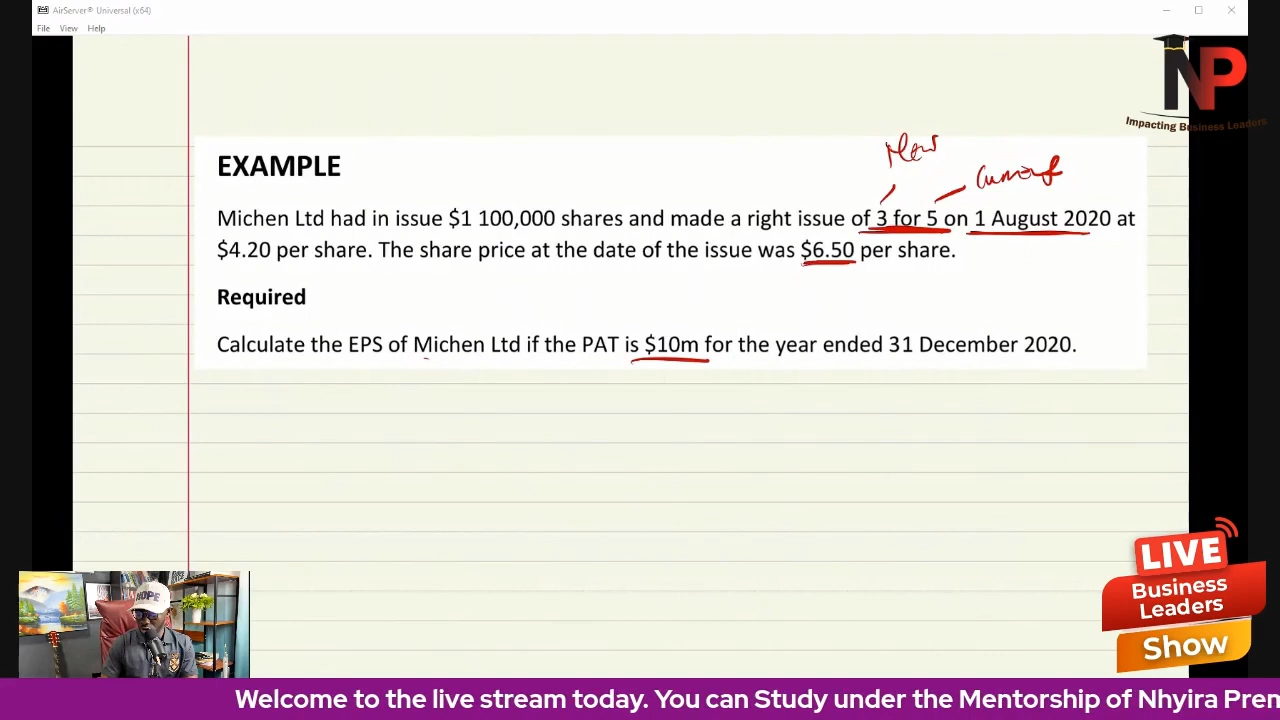 AirServer® Universal (x64)
File View Help
NP
Impacting Business Leaders
New
Current
EXAMPLE
Michen Ltd had in issue $1 100,000 shares and made a right issue of 3 for 5 on 1 August 2020 at
$4.20 per share. The share price at the date of the issue was $6.50 per share.
Required
Calculate the EPS of Michen Ltd if the PAT is $10m for the year ended 31 December 2020.
HOPE
LIVE
Business
Leaders
Show
Welcome to the live stream today. You can Study under the Mentorship of Nhyira Prem